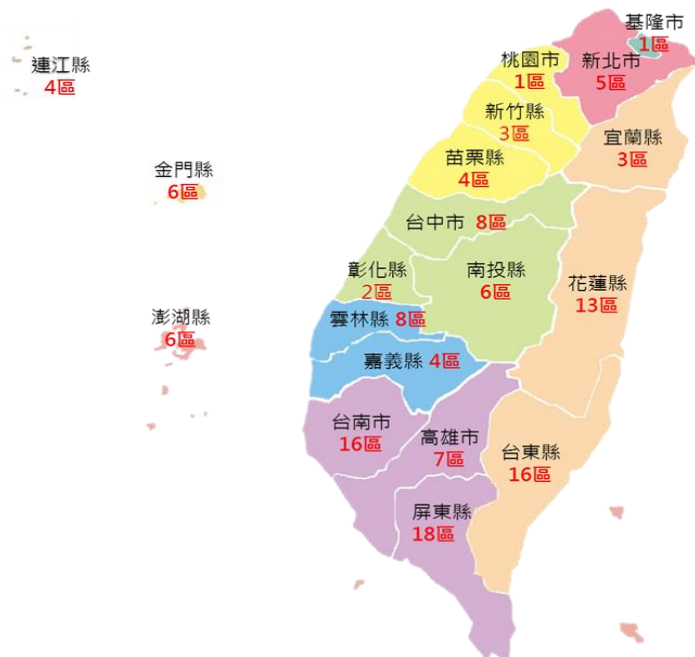 基隆市
1區
連江縣
4區
桃園市
1區
新北市
5區
新竹縣
3區
宜蘭縣
3區
苗栗縣
4區
金門縣
6區
台中市 8區
彰化縣
2區
南投縣
6區
花蓮縣
13區
澎湖縣
6區
雲林縣 8區
嘉義縣 4區
台南市
16區
高雄市
7區
台東縣
16區
屏東縣
18區